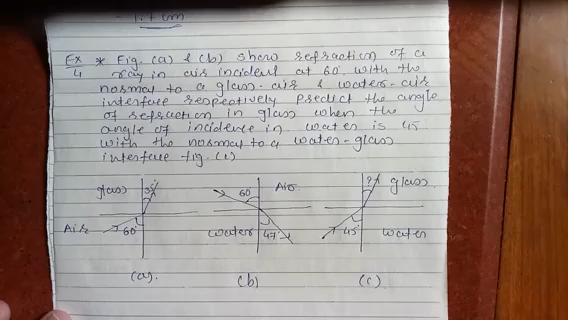 1.7 cm
Ex 4 * Fig. (a) & (b) show refraction of a
ray in air incident at 60° with the
normal to a glass-air & water-air
interface respectively predict the angle
of refraction in glass when the
angle of incidence in water is 45
with the normal to a water-glass
interface fig. (c)
glass 35° 60 Air ? glass
Air 60° water 47° 45° water
(a). (b) (c)